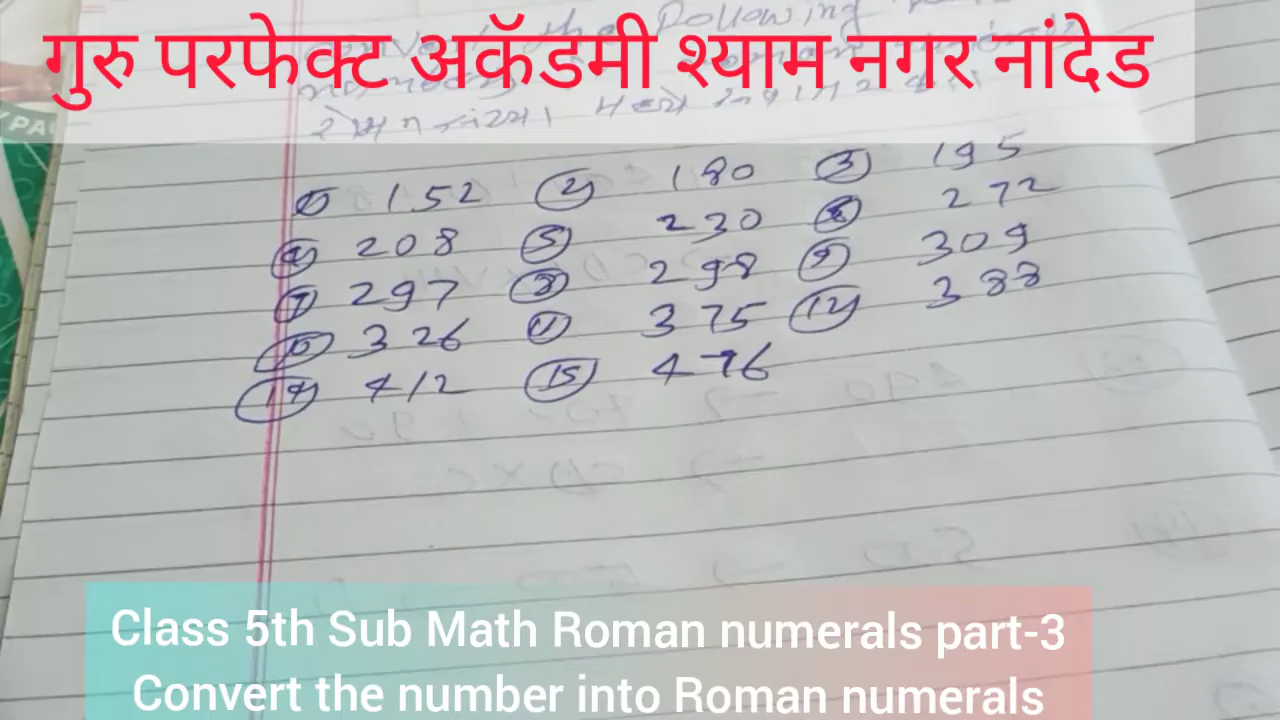 Following
गुरु परफेक्ट अकॅडमी श्याम नगर नांदेड
① 152 ② 180 ③ 195
④ 208 ⑤ 230 ⑥ 272
⑦ 297 ⑧ 298 ⑨ 309
⑩ 326 ⑪ 375 ⑫ 388
⑭ 412 ⑮ 476
Class 5th Sub Math Roman numerals part-3
Convert the number into Roman numerals